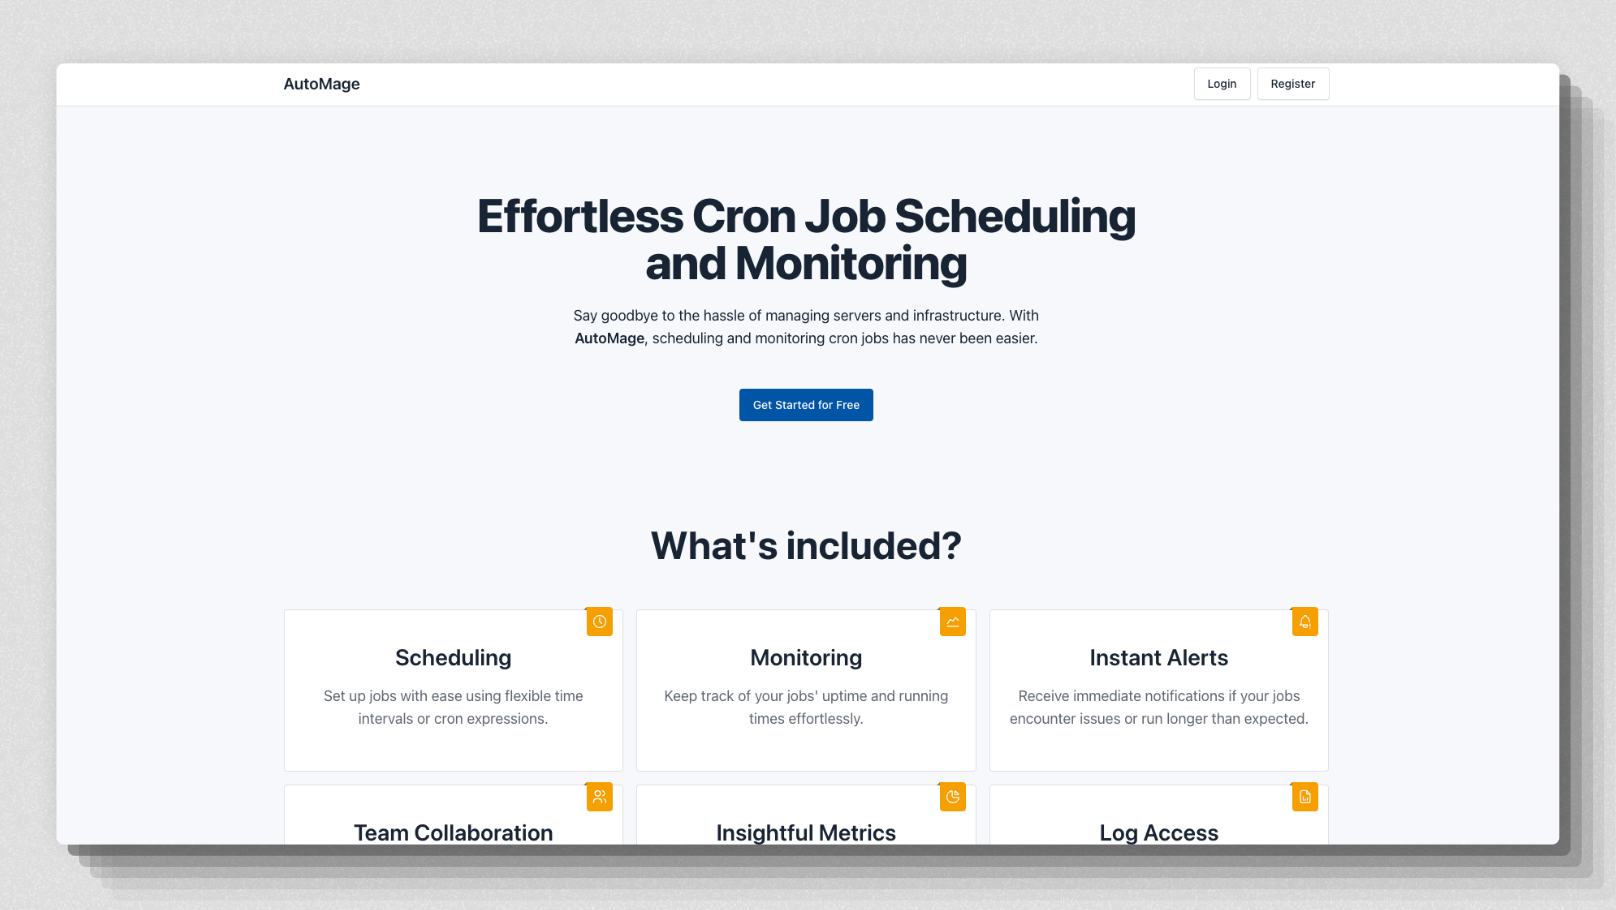 AutoMage
Login
Register
Effortless Cron Job Scheduling
and Monitoring
Say goodbye to the hassle of managing servers and infrastructure. With
AutoMage, scheduling and monitoring cron jobs has never been easier.
Get Started for Free
What's included?
Scheduling
Set up jobs with ease using flexible time
intervals or cron expressions.
Monitoring
Keep track of your jobs' uptime and running
times effortlessly.
Instant Alerts
Receive immediate notifications if your jobs
encounter issues or run longer than expected.
Team Collaboration
Insightful Metrics
Log Access